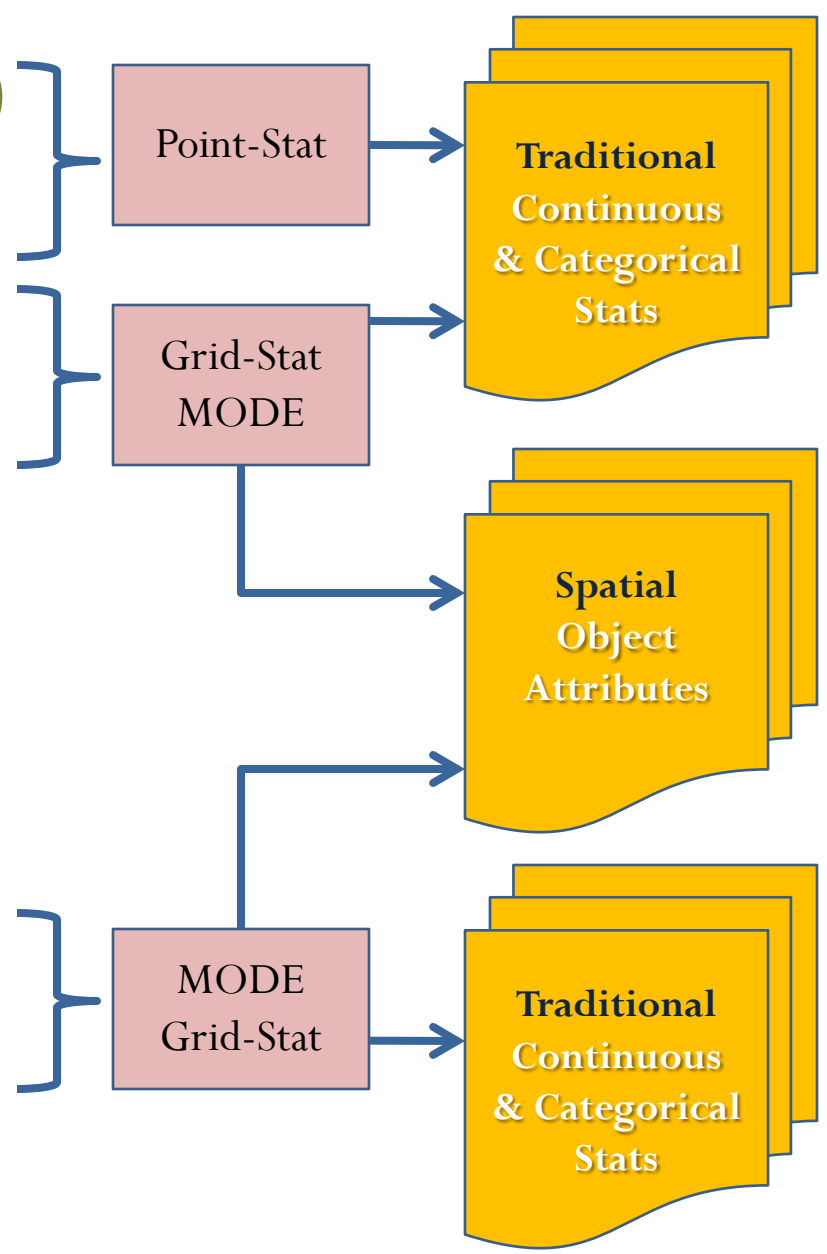 Point-Stat
Traditional
Continuous
& Categorical
Stats
Grid-Stat
MODE
Spatial
Object
Attributes
MODE
Grid-Stat
Traditional
Continuous
& Categorical
Stats